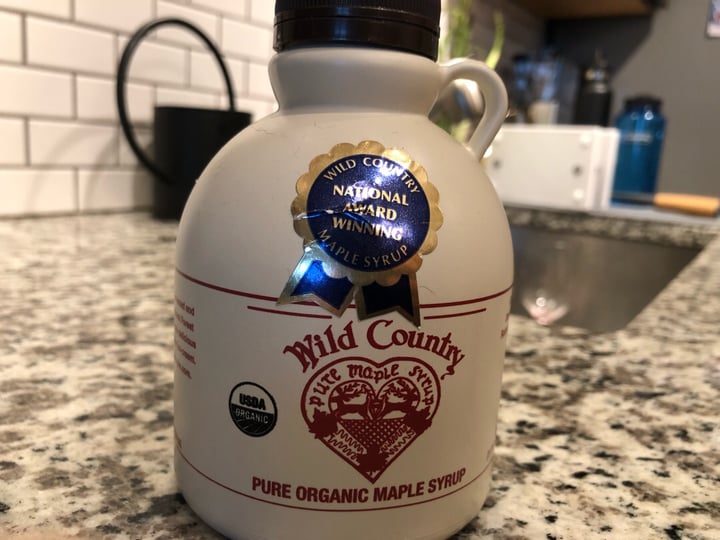 WILD COUNTRY
NATIONAL
AWARD
WINNING
MAPLE SYRUP
Wild Country
pure maple syrup
USDA
ORGANIC
PURE ORGANIC MAPLE SYRUP